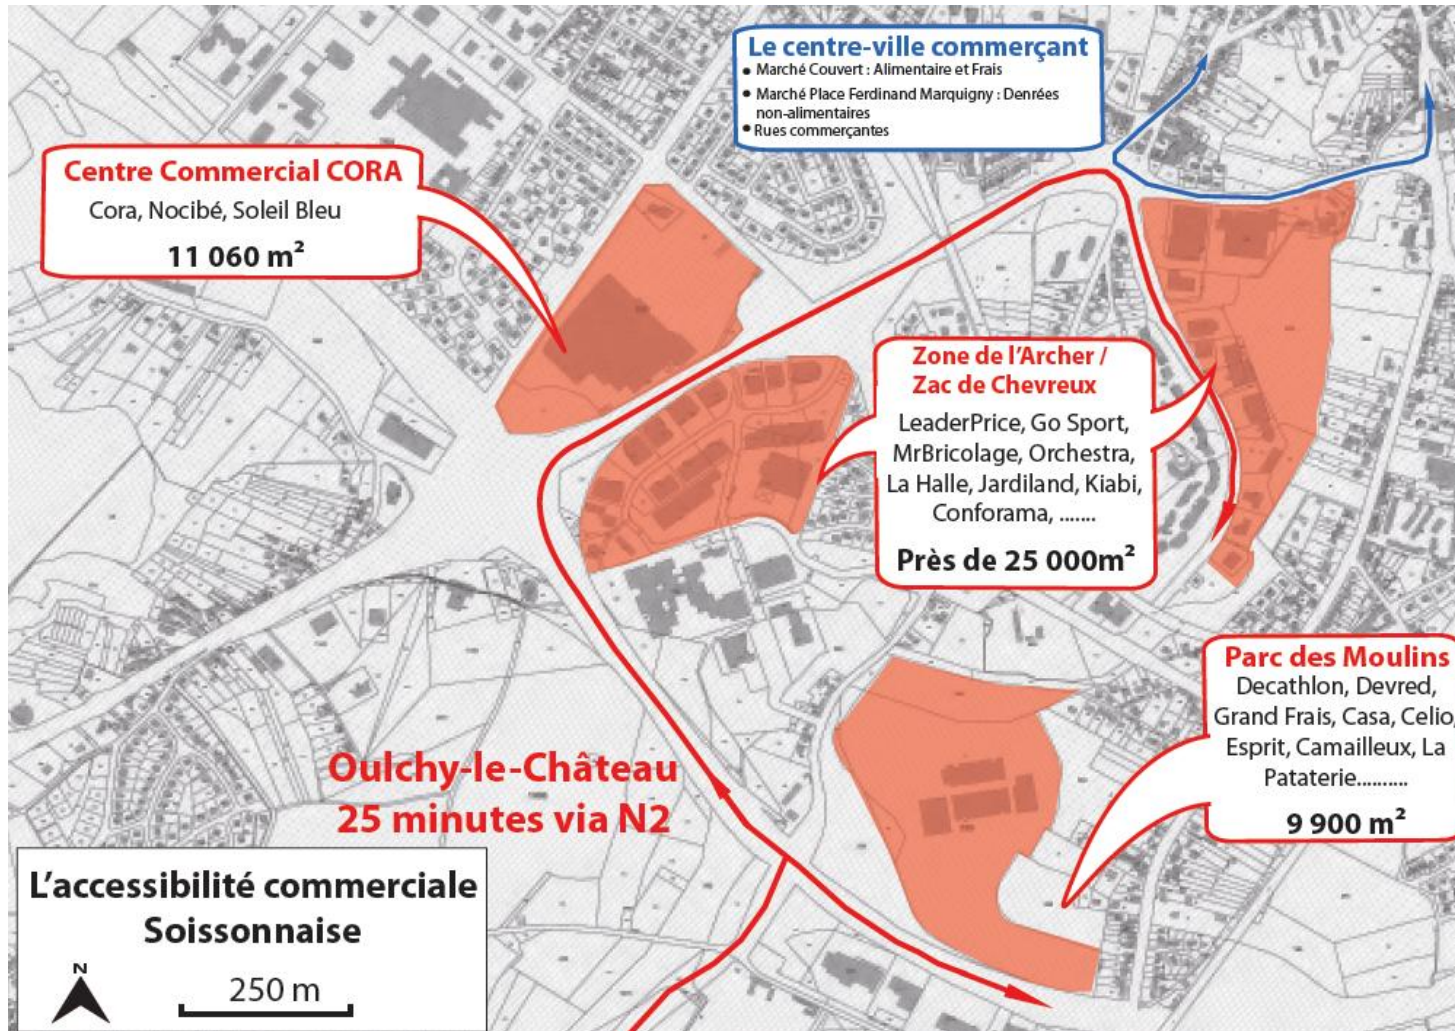 Le centre-ville commerçant
• Marché Couvert : Alimentaire et Frais
• Marché Place Ferdinand Marquigny : Denrées
non-alimentaires
• Rues commerçantes
Centre Commercial CORA
Cora, Nocibé, Soleil Bleu
11 060 m²
Zone de l'Archer /
Zac de Chevreux
LeaderPrice, Go Sport,
MrBricolage, Orchestra,
La Halle, Jardiland, Kiabi,
Conforama, .......
Près de 25 000m²
Parc des Moulins
Decathlon, Devred,
Grand Frais, Casa, Celio,
Esprit, Camailleux, La
Pataterie..........
9 900 m²
Oulchy-le-Château
25 minutes via N2
L'accessibilité commerciale
Soissonnaise
N
250 m